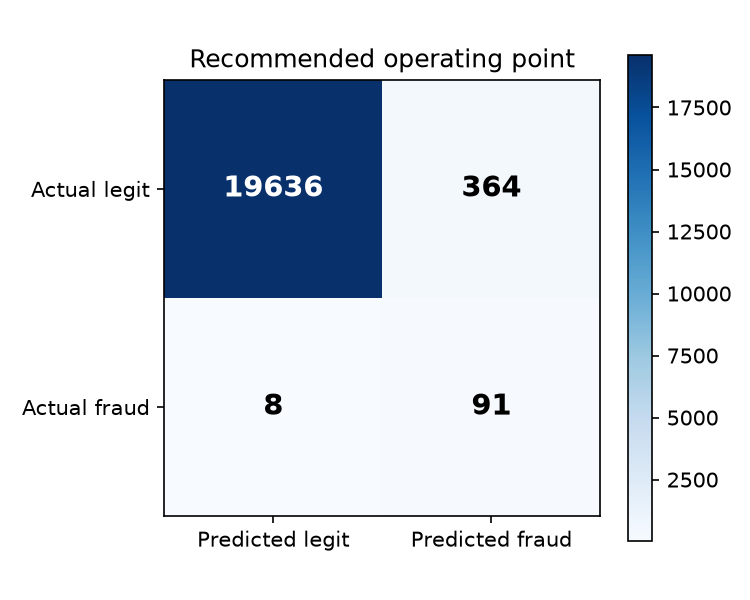 Recommended operating point
Actual legit
19636
364
Actual fraud
8
91
Predicted legit
Predicted fraud
17500
15000
12500
10000
7500
5000
2500